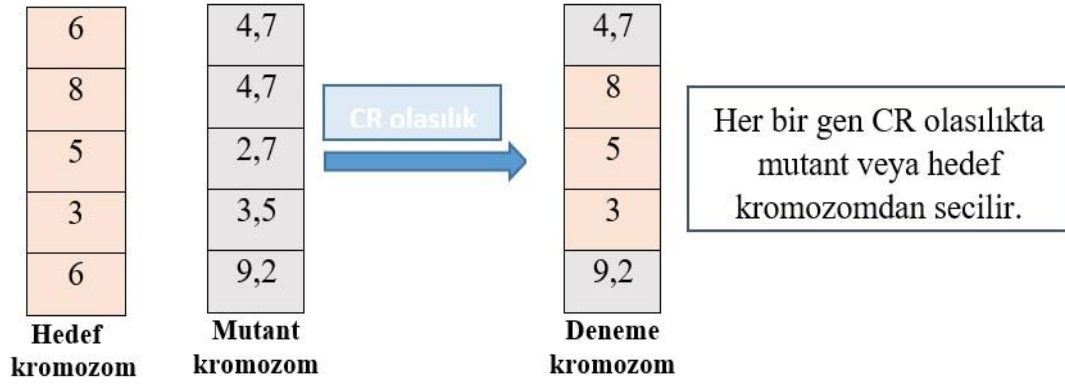 6
8
5
3
6
Hedef
kromozom
4,7
4,7
2,7
3,5
9,2
Mutant
kromozom
CR olasılık
4,7
8
5
3
9,2
Deneme
kromozom
Her bir gen CR olasılıkta
mutant veya hedef
kromozomdan secilir.